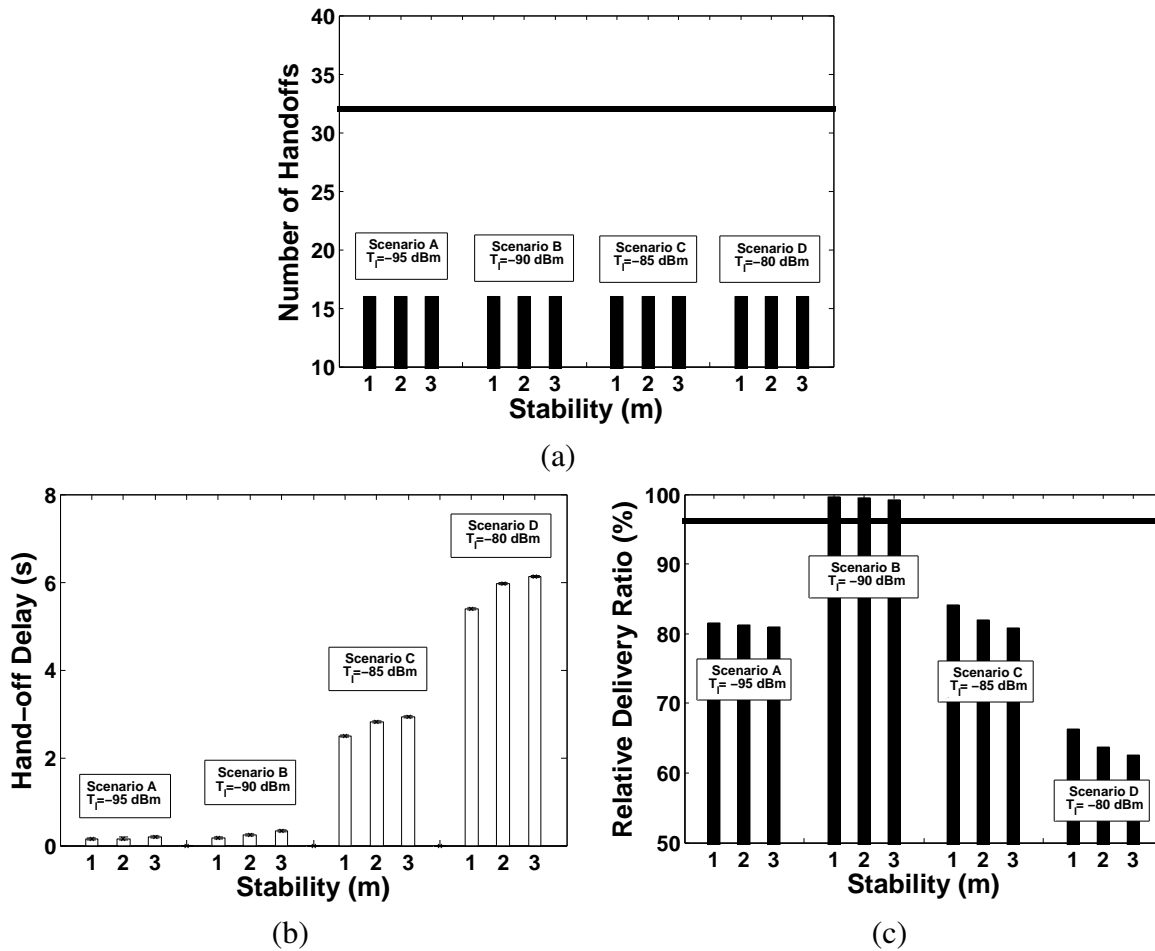 40
35
30
25
20
15
10
Number of Handoffs
Scenario A
T_l=−95 dBm
Scenario B
T_l=−90 dBm
Scenario C
T_l=−85 dBm
Scenario D
T_l=−80 dBm
1 2 3 1 2 3 1 2 3 1 2 3
Stability (m)
(a)
8
6
4
2
0
Hand−off Delay (s)
Scenario A
T_l=−95 dBm
Scenario B
T_l=−90 dBm
Scenario C
T_l=−85 dBm
Scenario D
T_l=−80 dBm
1 2 3 1 2 3 1 2 3 1 2 3
Stability (m)
(b)
100
90
80
70
60
50
Relative Delivery Ratio (%)
Scenario A
T_l= −95 dBm
Scenario B
T_l= −90 dBm
Scenario C
T_l= −85 dBm
Scenario D
T_l= −80 dBm
1 2 3 1 2 3 1 2 3 1 2 3
Stability (m)
(c)